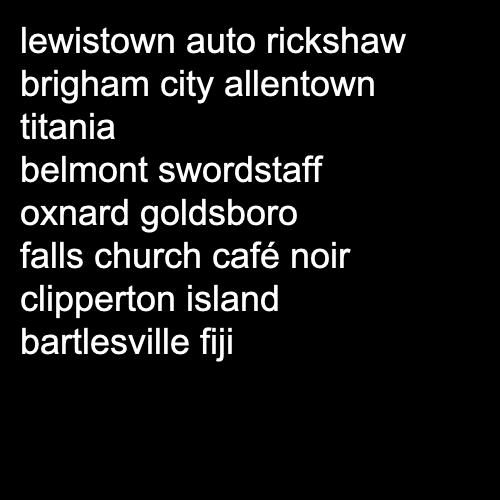 lewistown auto rickshaw
brigham city allentown
titania
belmont swordstaff
oxnard goldsboro
falls church café noir
clipperton island
bartlesville fiji